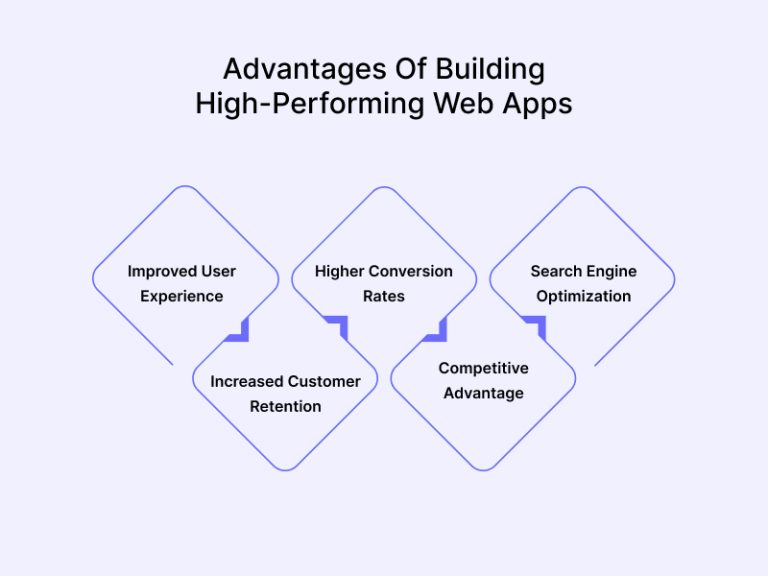 Advantages Of Building
High-Performing Web Apps
Improved User
Experience
Higher Conversion
Rates
Search Engine
Optimization
Increased Customer
Retention
Competitive
Advantage